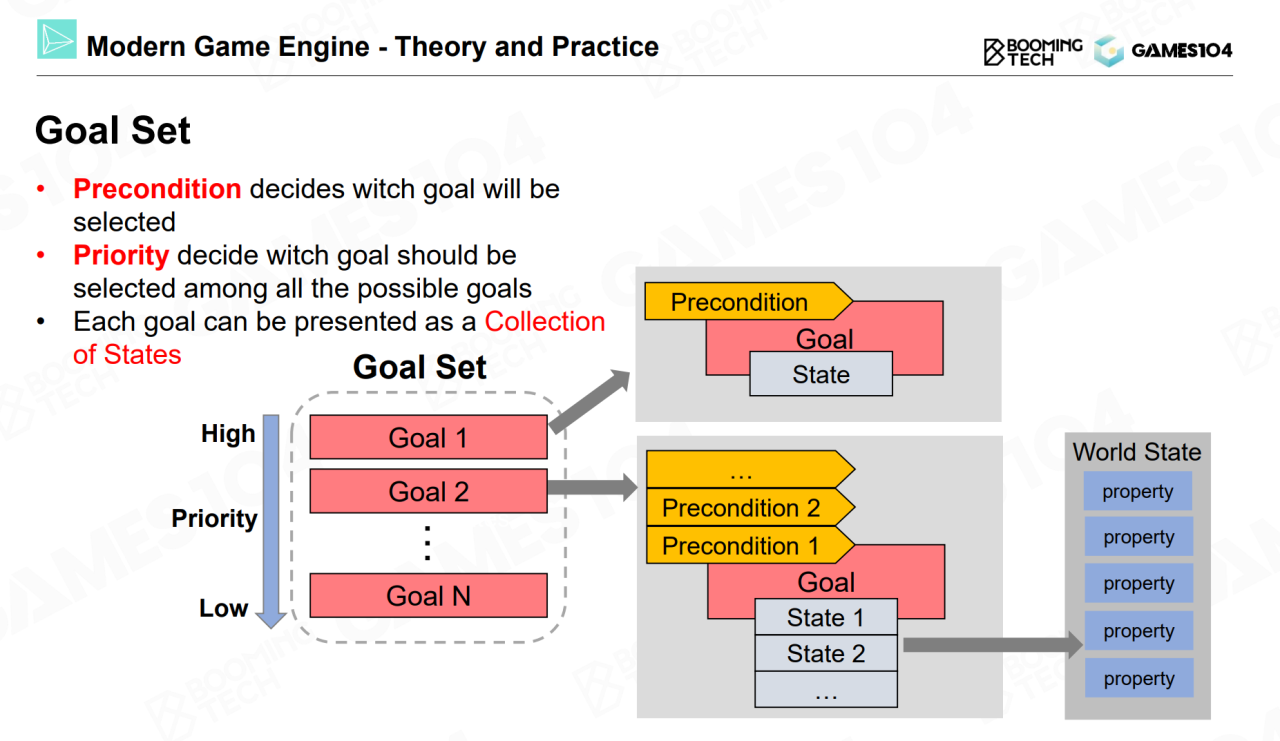 Modern Game Engine - Theory and Practice
BOOMING
TECH
GAMES104
Goal Set
• Precondition decides witch goal will be
selected
• Priority decide witch goal should be
selected among all the possible goals
• Each goal can be presented as a Collection
of States
Goal Set
High
Priority
Low
Goal 1
Goal 2
⋮
Goal N
Precondition
Goal
State
…
Precondition 2
Precondition 1
Goal
State 1
State 2
…
World State
property
property
property
property
property